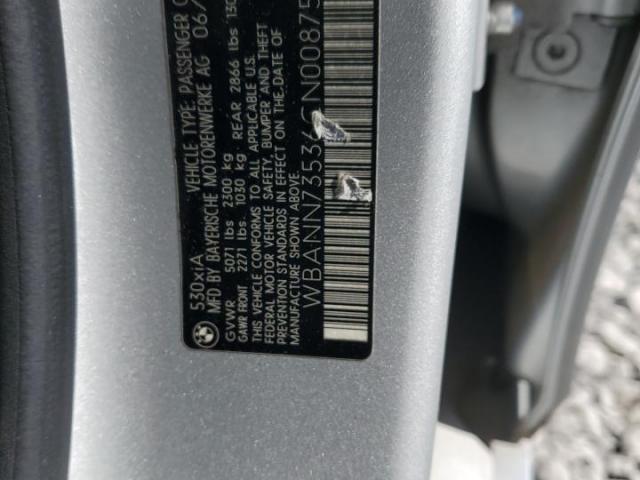 530xiA VEHICLE TYPE: PASSENGER
MFD BY BAYERISCHE MOTORENWERKE AG 06/
GVWR 5071 lbs 2300 kg
GAWR FRONT 2271 lbs 1030 kg REAR 2866 lbs
THIS VEHICLE CONFORMS TO ALL APPLICABLE U.S.
FEDERAL MOTOR VEHICLE SAFETY, BUMPER AND THEFT
PREVENTION STANDARDS IN EFFECT ON THE DATE OF
MANUFACTURE SHOWN ABOVE.
WBANN73536CN00875